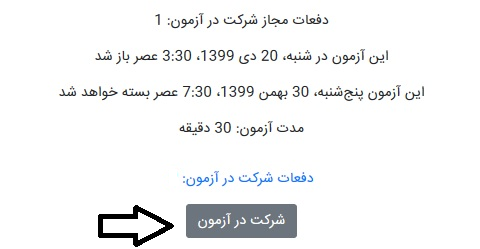 دفعات مجاز شرکت در آزمون: 1
این آزمون در شنبه، 20 دی 1399، 3:30 عصر باز شد
این آزمون پنج‌شنبه، 30 بهمن 1399، 7:30 عصر بسته خواهد شد
مدت آزمون: 30 دقیقه
دفعات شرکت در آزمون:
شرکت در آزمون